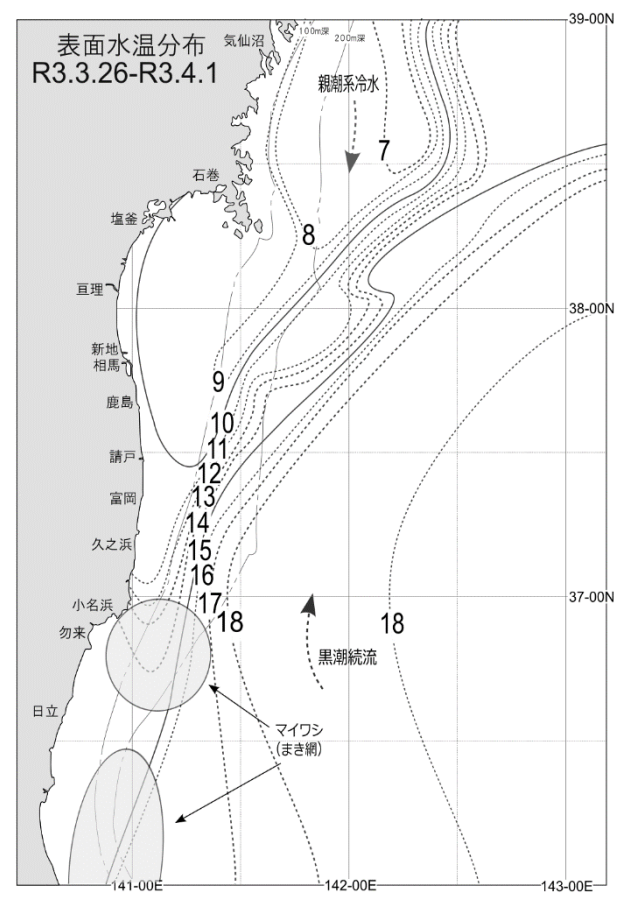 39-00N
表面水温分布
R3.3.26-R3.4.1
気仙沼
100m深
200m深
親潮系冷水
7
石巻
塩釜
8
亘理
38-00N
新地
相馬
9
鹿島
10
11
請戸
12
富岡
13
14
久之浜
15
16
37-00N
小名浜
17
18
18
勿来
黒潮続流
日立
マイワシ
(まき網)
141-00E
142-00E
143-00E